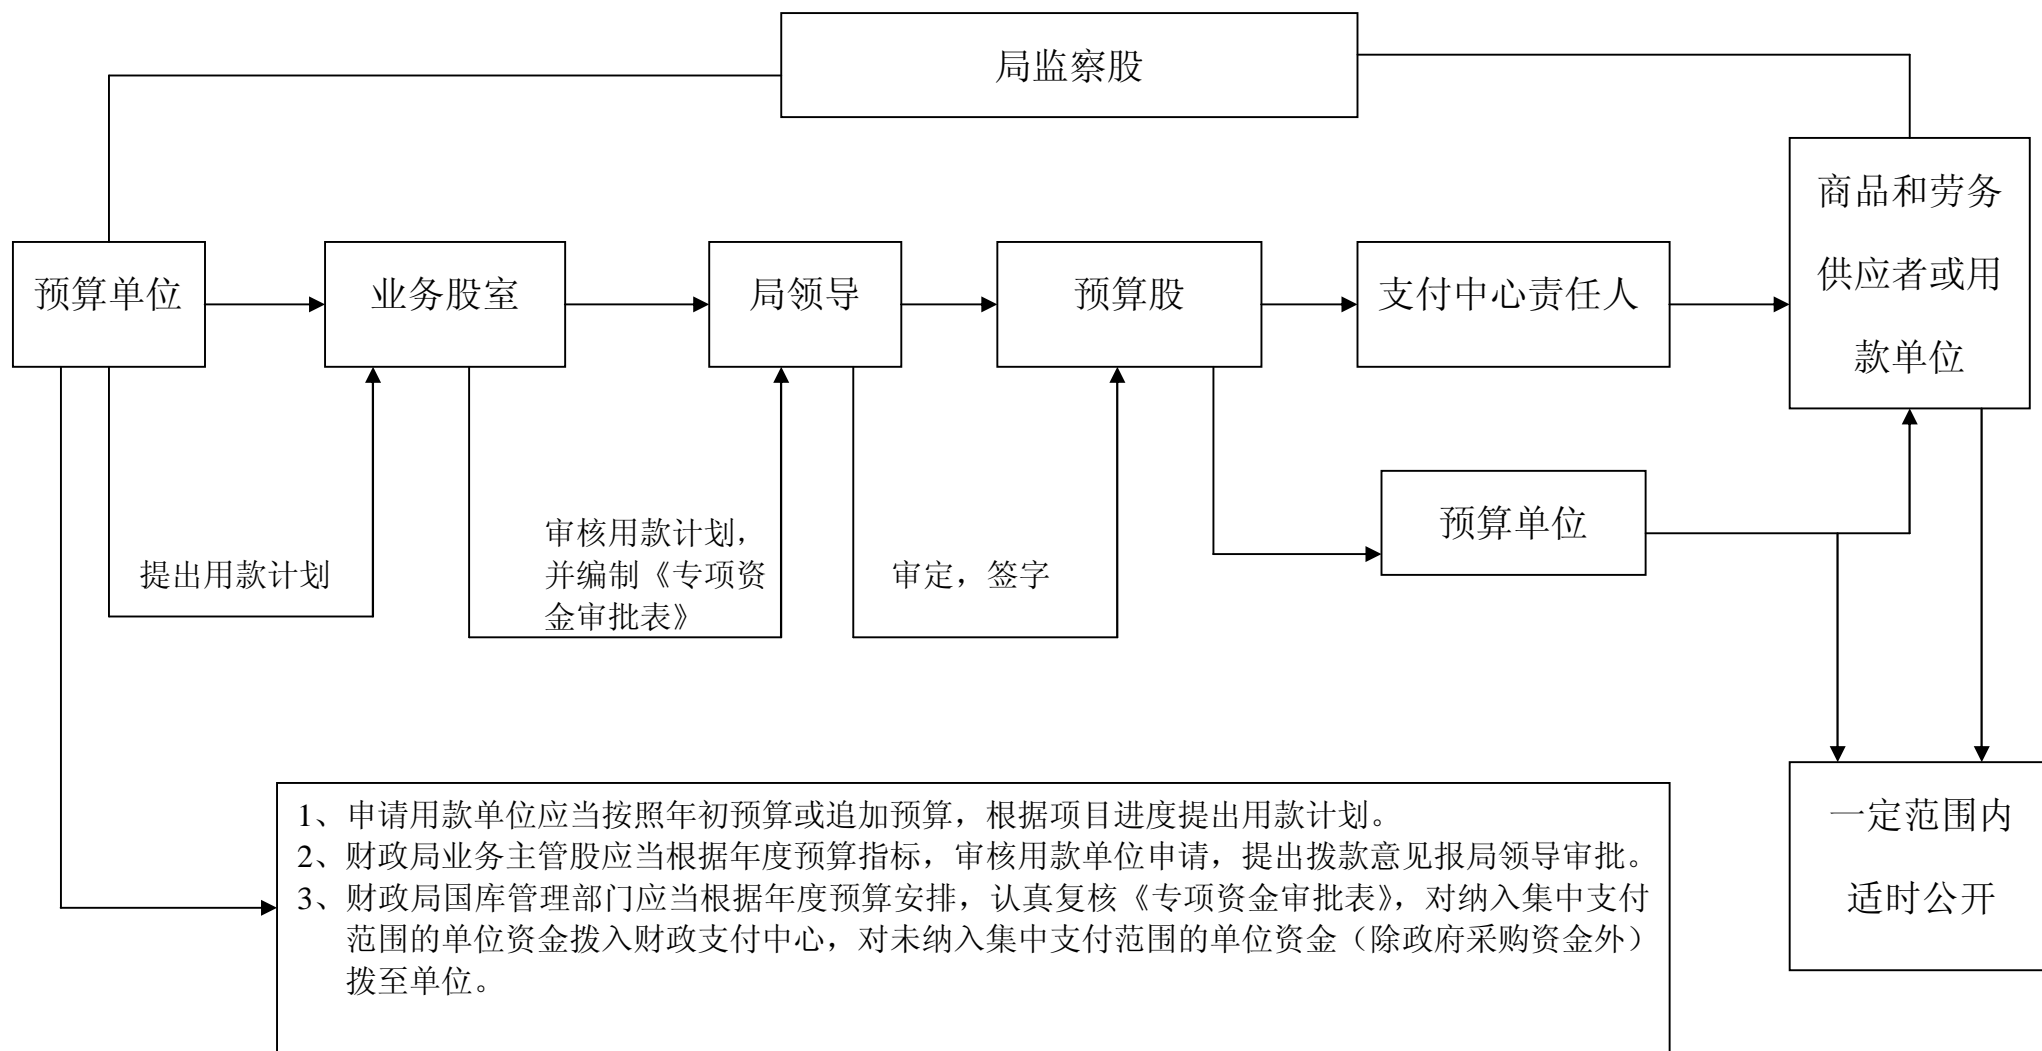 局监察股
商品和劳务
供应者或用
款单位
预算单位
业务股室
局领导
预算股
支付中心责任人
预算单位
提出用款计划
审核用款计划，
并编制《专项资
金审批表》
审定，签字
1、申请用款单位应当按照年初预算或追加预算，根据项目进度提出用款计划。
2、财政局业务主管股应当根据年度预算指标，审核用款单位申请，提出拨款意见报局领导审批。
3、财政局国库管理部门应当根据年度预算安排，认真复核《专项资金审批表》，对纳入集中支付
范围的单位资金拨入财政支付中心，对未纳入集中支付范围的单位资金（除政府采购资金外）
拨至单位。
一定范围内
适时公开